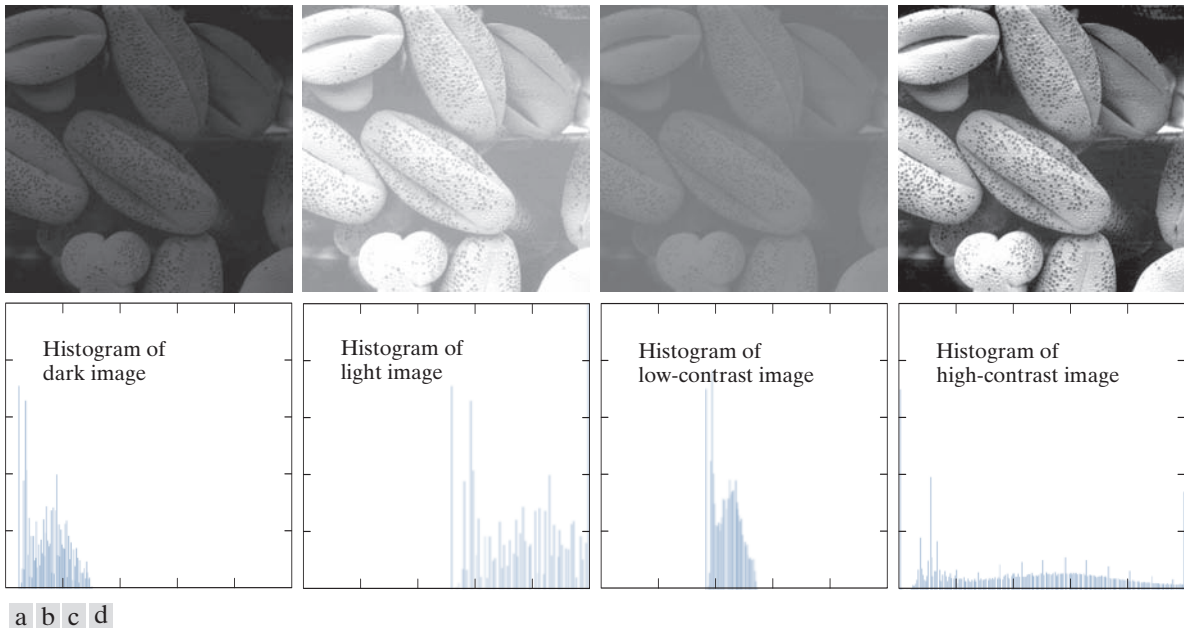 Histogram of
dark image
Histogram of
light image
Histogram of
low-contrast image
Histogram of
high-contrast image
a b c d